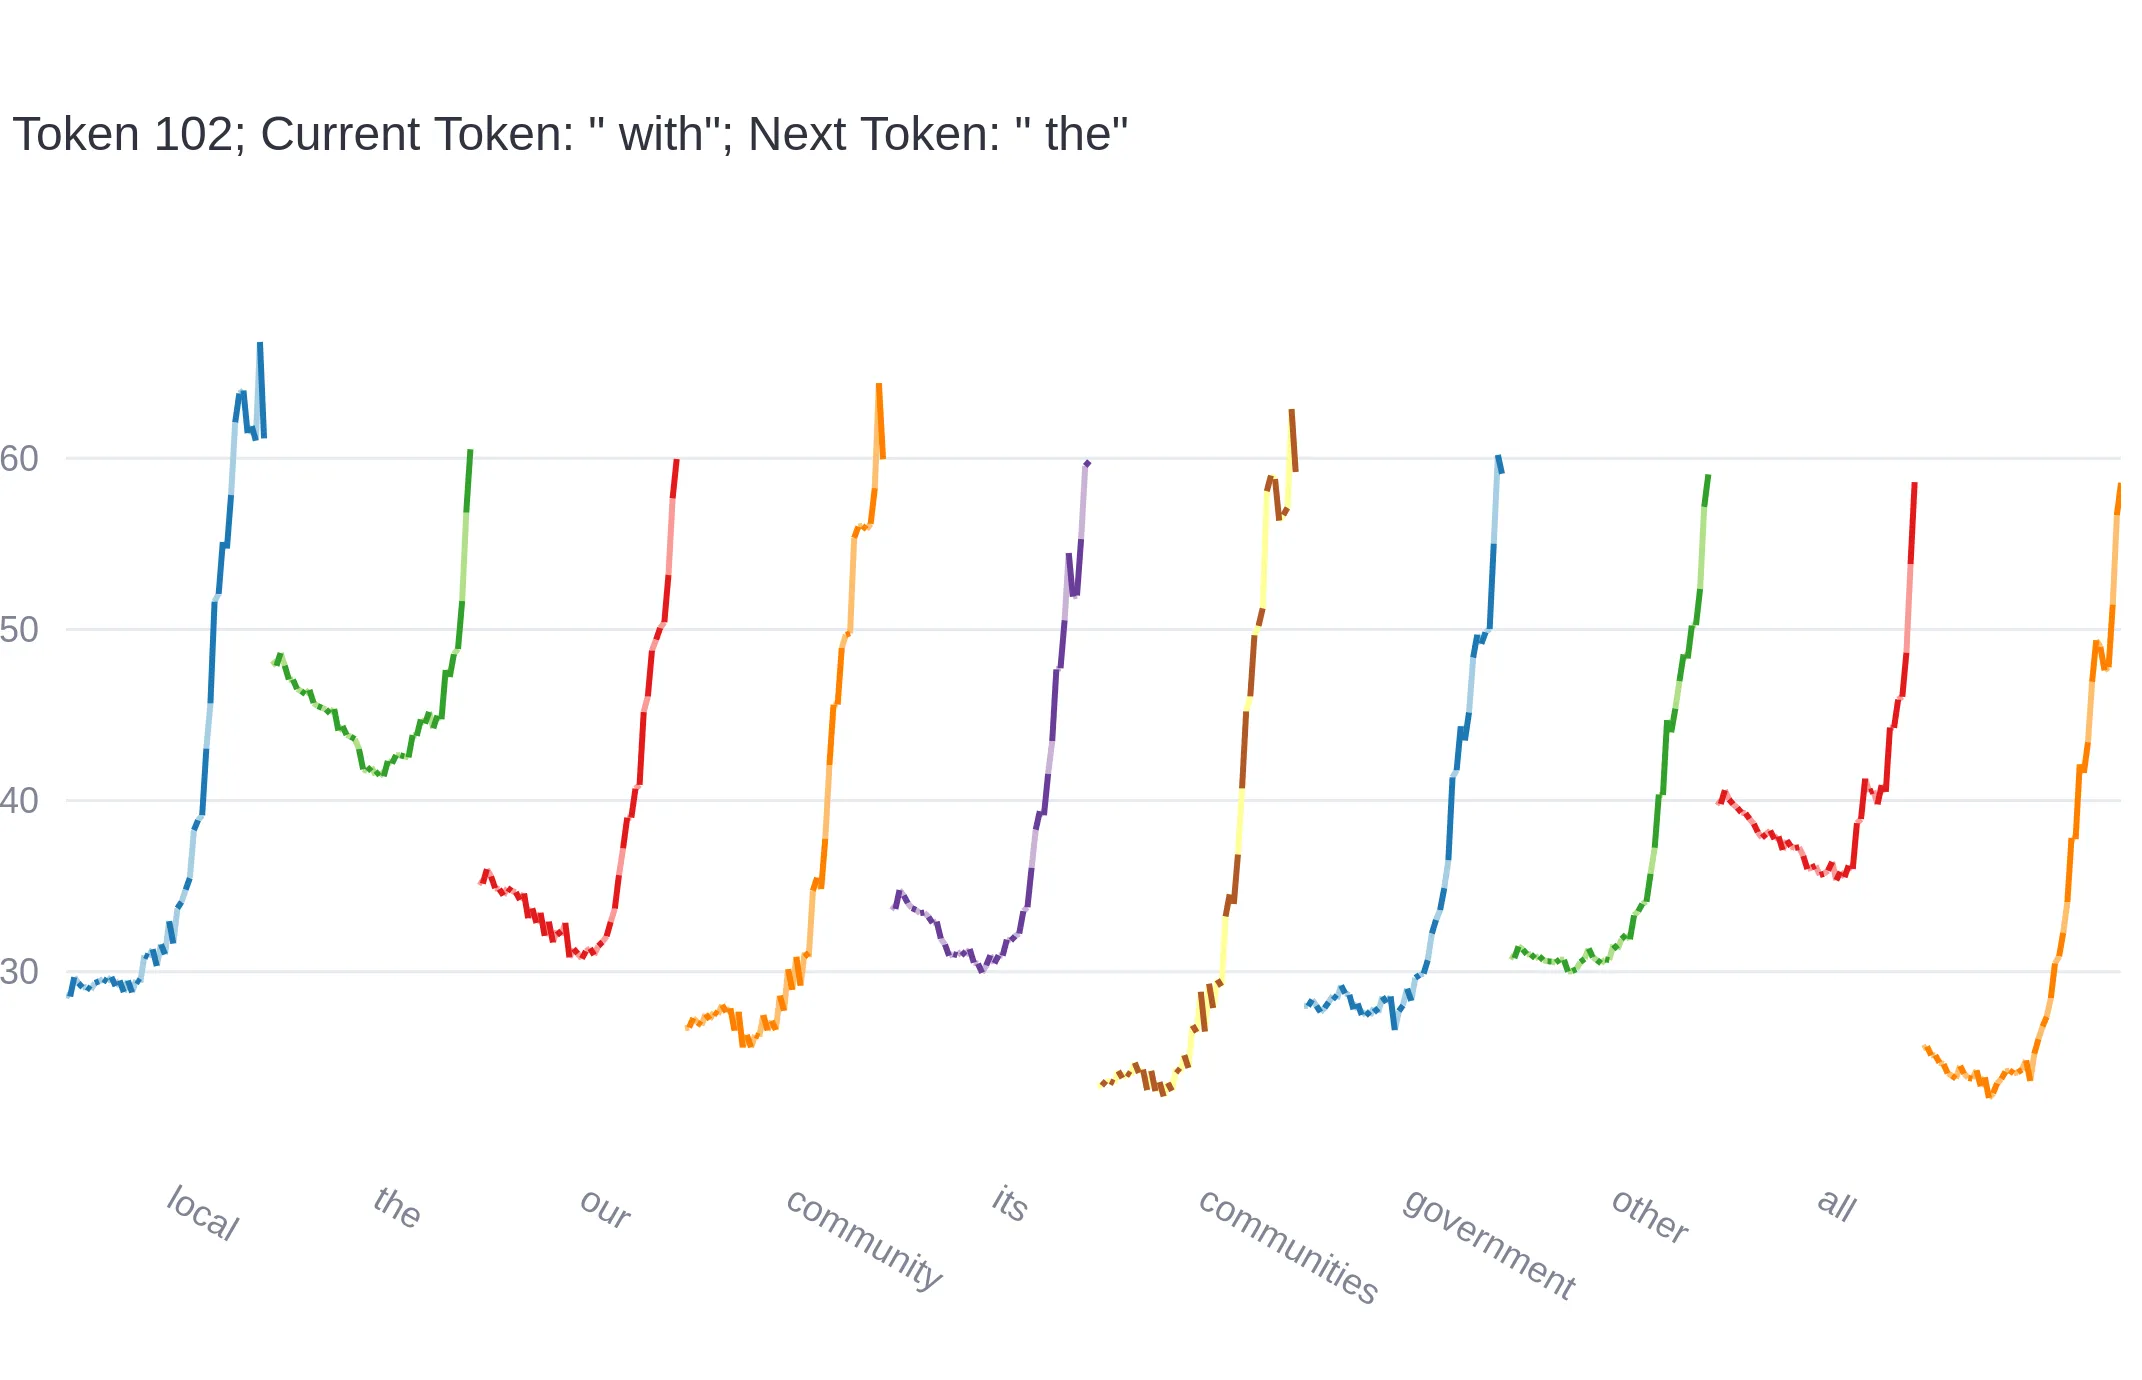 Token 102; Current Token: " with"; Next Token: " the"
60
50
40
30
local
the
our
community
its
communities
government
other
all